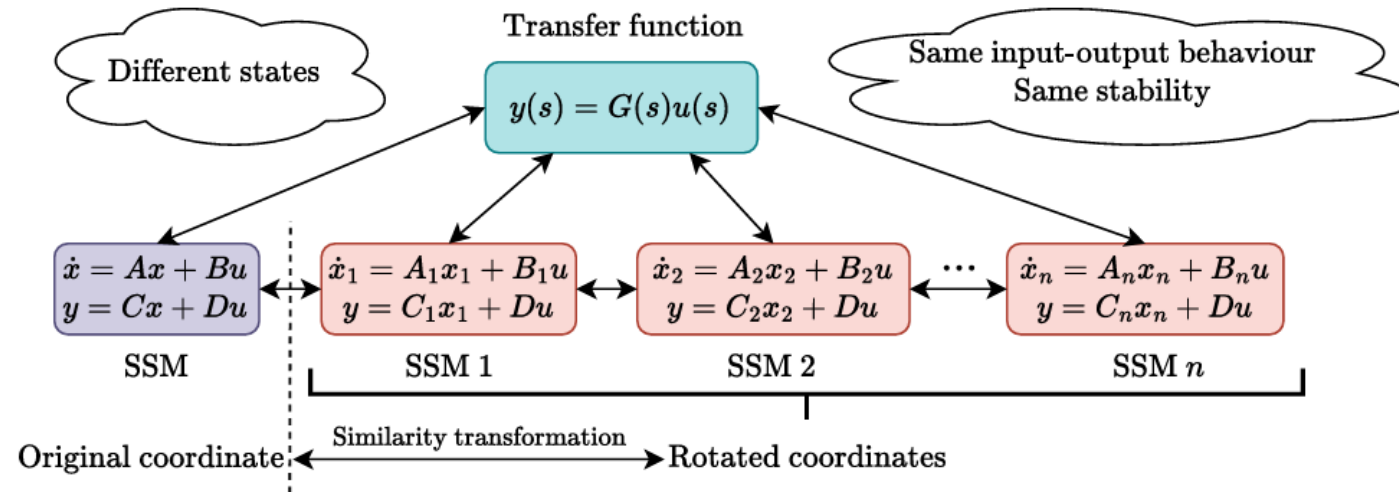 Transfer function
Different states
Same input-output behaviour
Same stability
y(s) = G(s)u(s)
ẋ = Ax + Bu
y = Cx + Du
ẋ₁ = A₁x₁ + B₁u
y = C₁x₁ + Du
ẋ₂ = A₂x₂ + B₂u
y = C₂x₂ + Du
...
ẋₙ = Aₙxₙ + Bₙu
y = Cₙxₙ + Du
SSM
SSM 1
SSM 2
SSM n
Original coordinate
Similarity transformation
Rotated coordinates